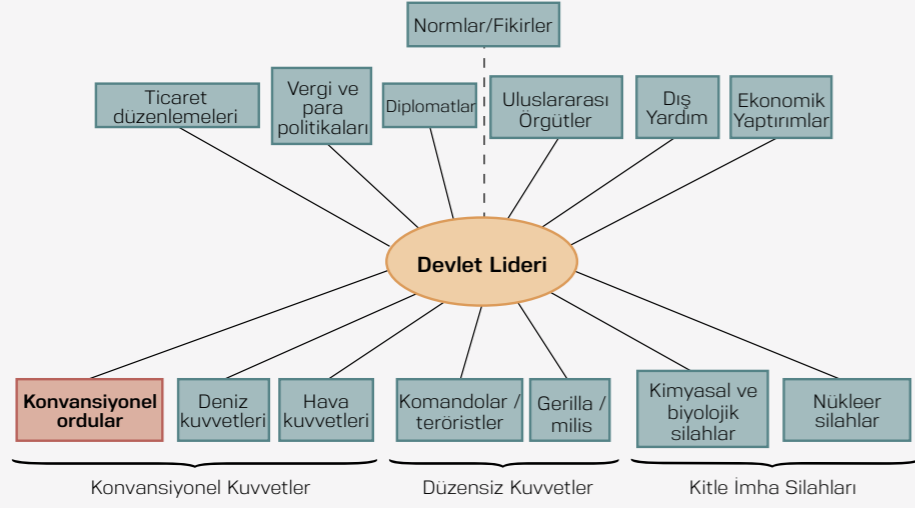 Normlar/Fikirler
Ticaret
düzenlemeleri
Vergi ve
para
politikaları
Diplomatlar
Uluslararası
Örgütler
Dış
Yardım
Ekonomik
Yaptırımlar
Devlet Lideri
Konvansiyonel
ordular
Deniz
kuvvetleri
Hava
kuvvetleri
Komandolar /
teröristler
Gerilla /
milis
Kimyasal ve
biyolojik
silahlar
Nükleer
silahlar
Konvansiyonel Kuvvetler
Düzensiz Kuvvetler
Kitle İmha Silahları